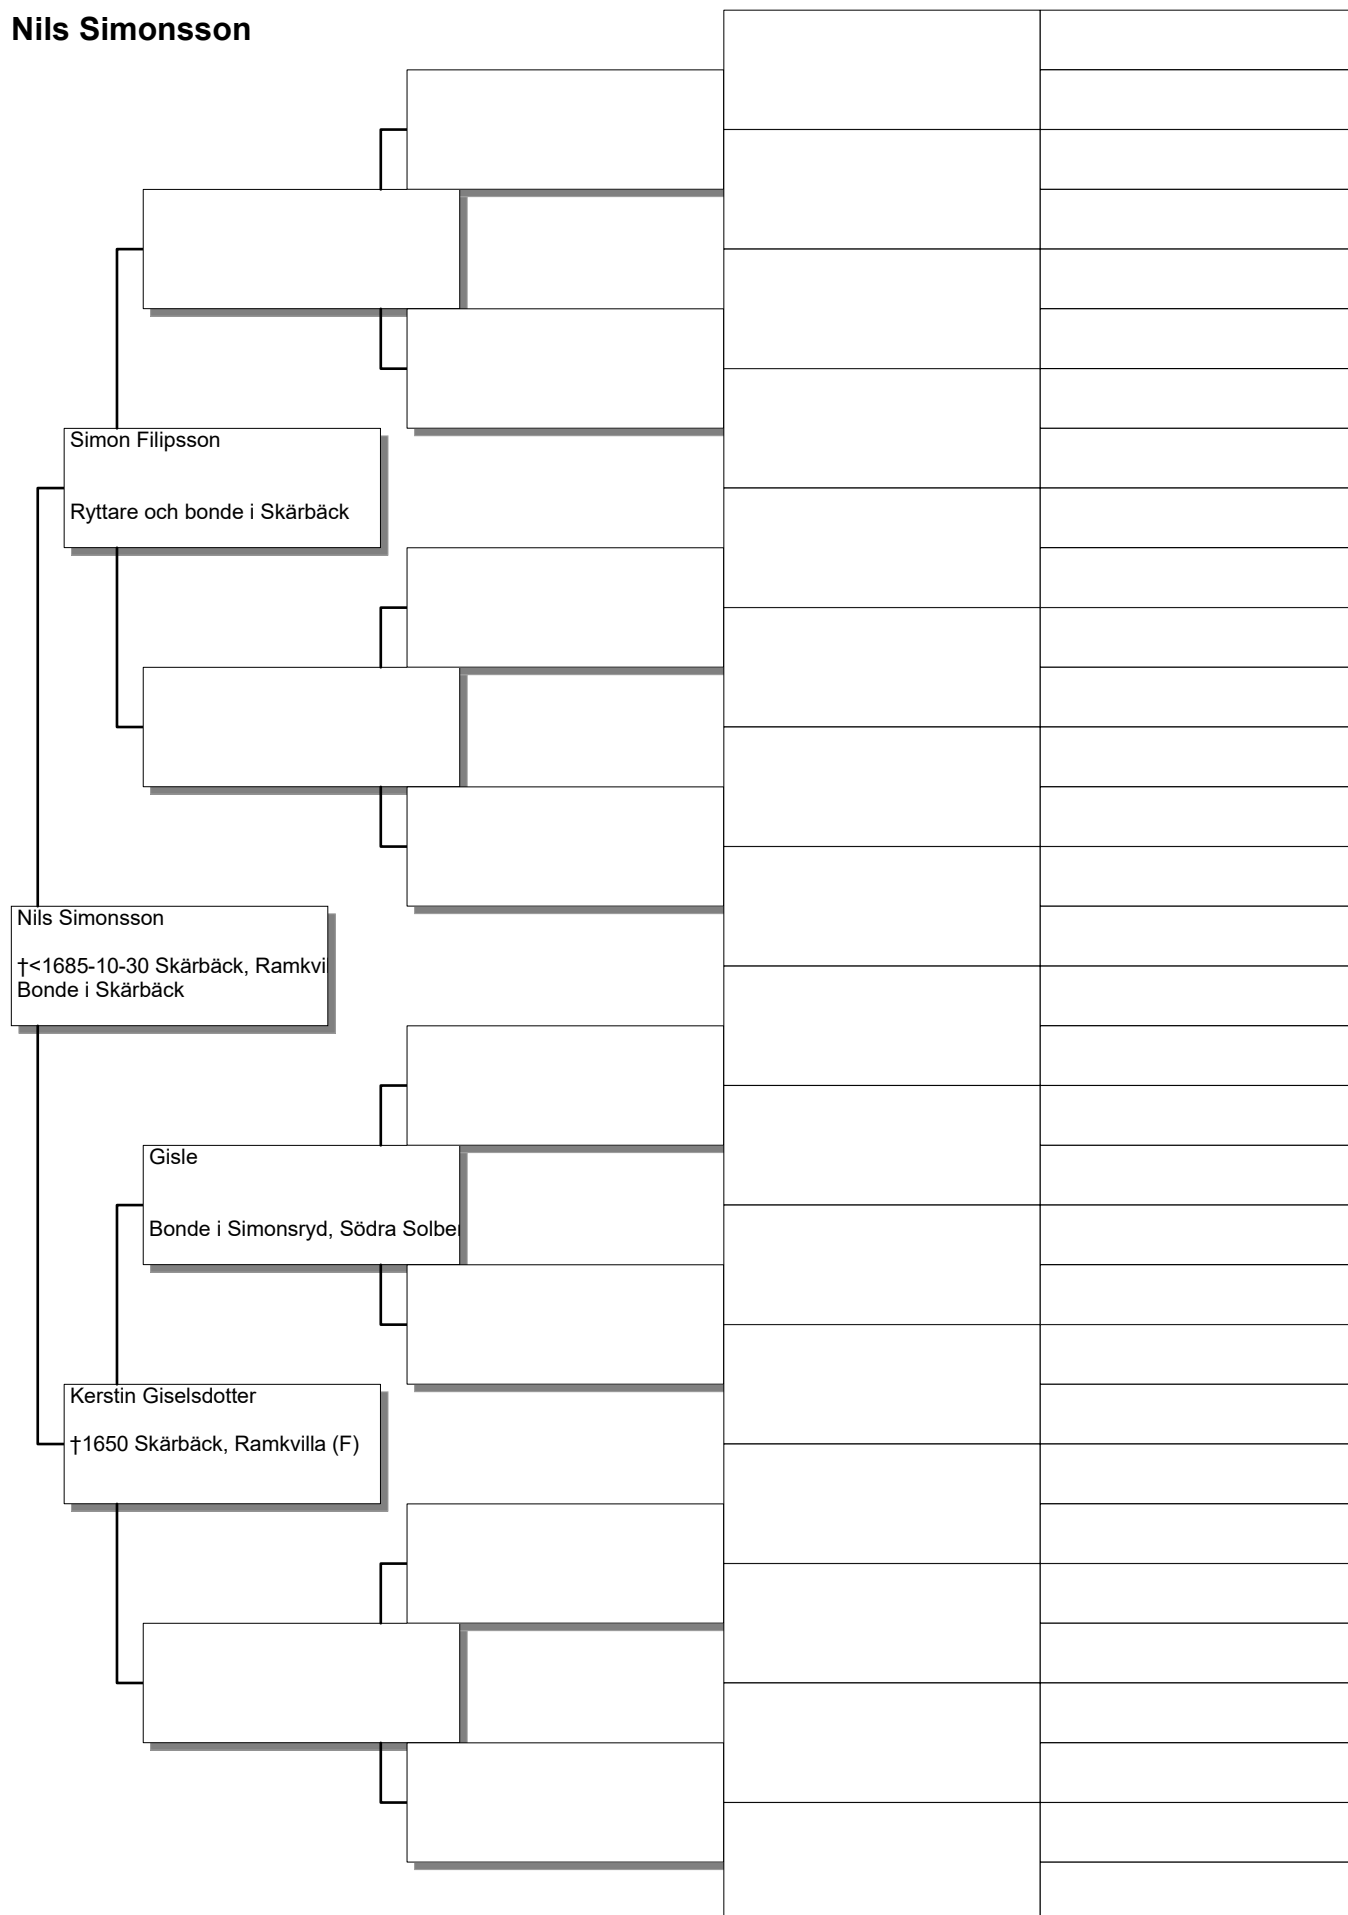 Nils Simonsson
Simon Filipsson
Ryttare och bonde i Skärbäck
Nils Simonsson
†<1685-10-30 Skärbäck, Ramkvi
Bonde i Skärbäck
Gisle
Bonde i Simonsryd, Södra Solber
Kerstin Giselsdotter
†1650 Skärbäck, Ramkvilla (F)